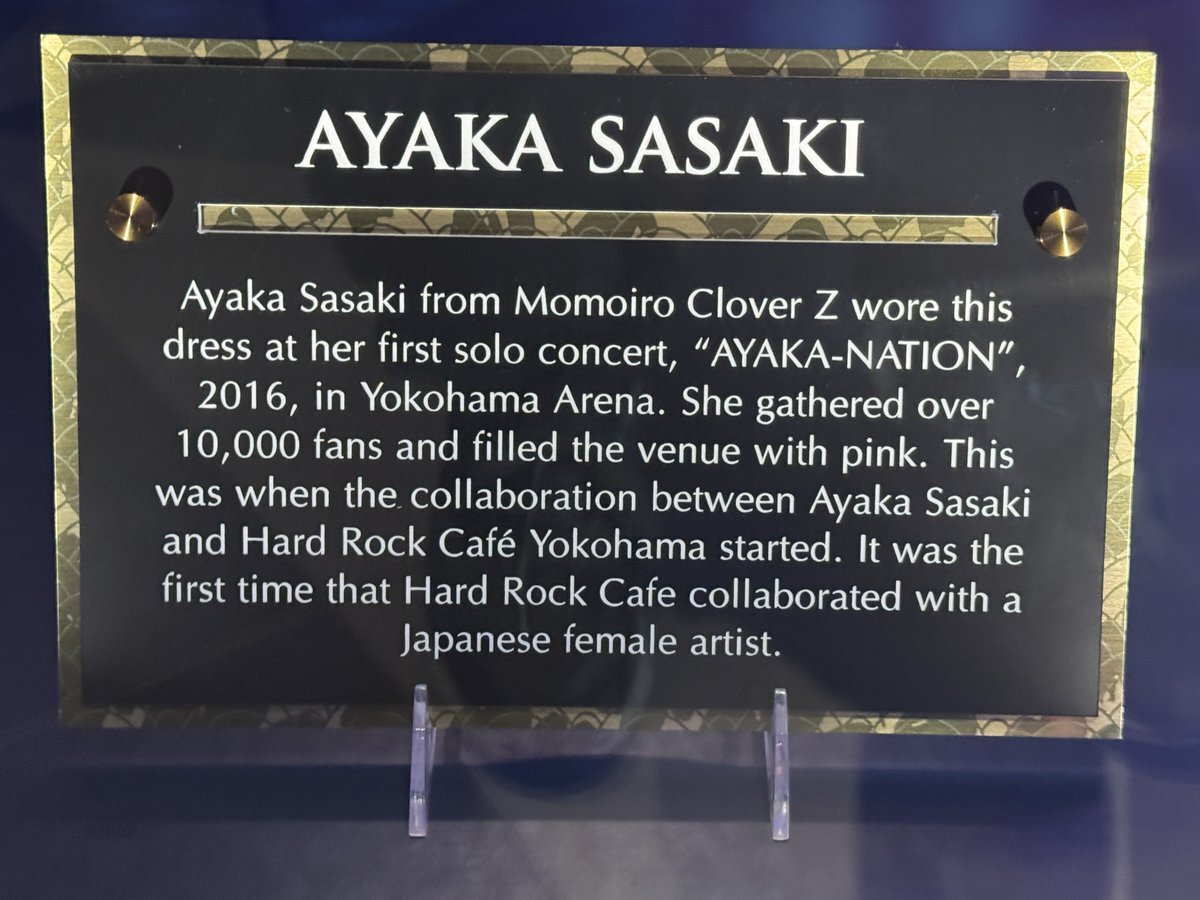 AYAKA SASAKI
Ayaka Sasaki from Momoiro Clover Z wore this
dress at her first solo concert, “AYAKA-NATION”,
2016, in Yokohama Arena. She gathered over
10,000 fans and filled the venue with pink. This
was when the collaboration between Ayaka Sasaki
and Hard Rock Café Yokohama started. It was the
first time that Hard Rock Cafe collaborated with a
Japanese female artist.